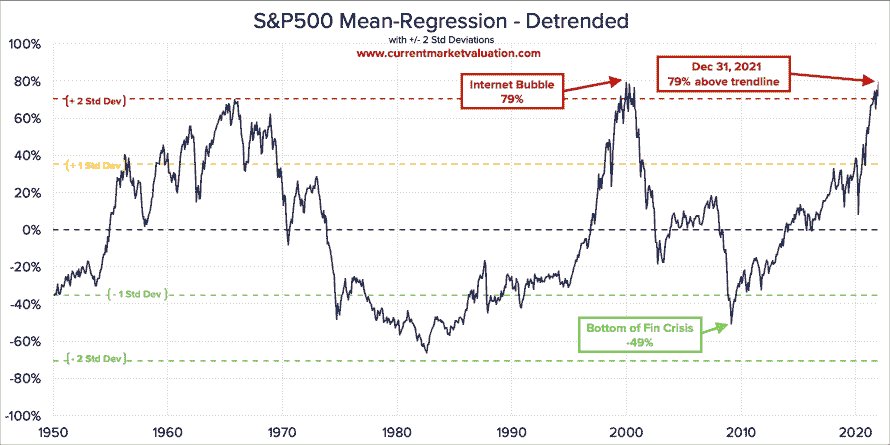 S&P500 Mean-Regression - Detrended
with +/- 2 Std Deviations
www.currentmarketvaluation.com
100%
80%
60%
40%
20%
0%
-20%
-40%
-60%
-80%
-100%
{+ 2 Std Dev}
{+ 1 Std Dev}
{- 1 Std Dev}
{- 2 Std Dev}
Internet Bubble
79%
Dec 31, 2021
79% above trendline
Bottom of Fin Crisis
-49%
1950
1960
1970
1980
1990
2000
2010
2020